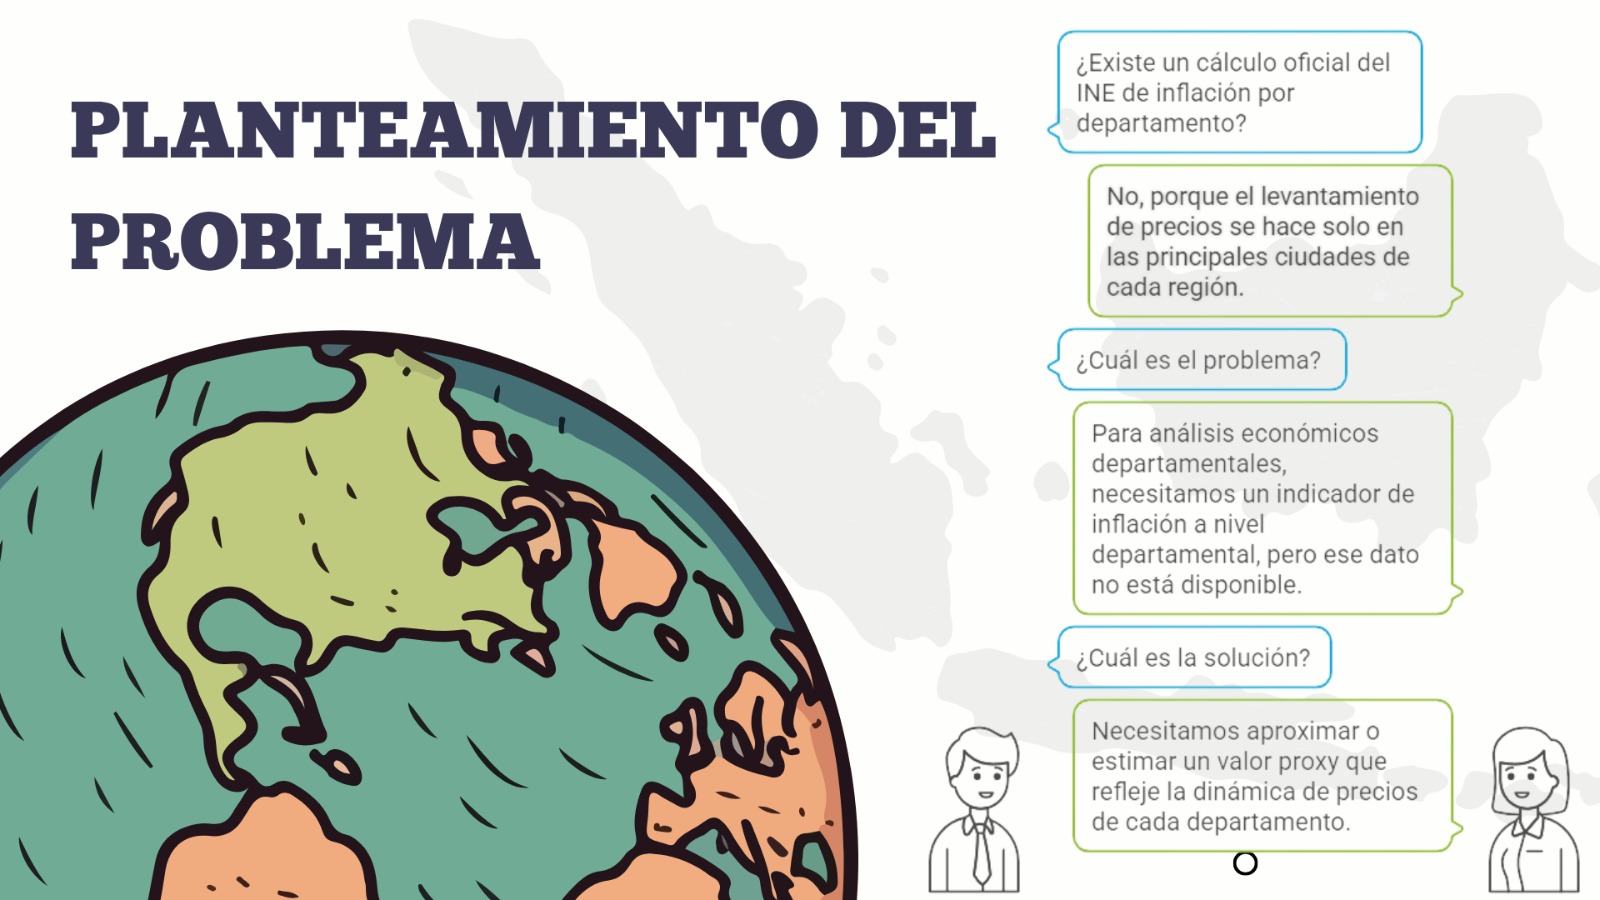 PLANTEAMIENTO DEL
PROBLEMA
¿Existe un cálculo oficial del
INE de inflación por
departamento?
No, porque el levantamiento
de precios se hace solo en
las principales ciudades de
cada región.
¿Cuál es el problema?
Para análisis económicos
departamentales,
necesitamos un indicador de
inflación a nivel
departamental, pero ese dato
no está disponible.
¿Cuál es la solución?
Necesitamos aproximar o
estimar un valor proxy que
refleje la dinámica de precios
de cada departamento.